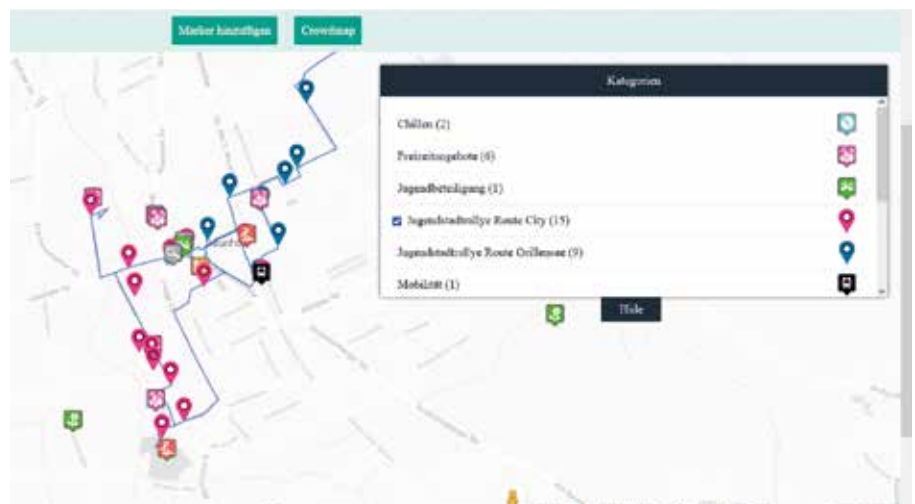 Marker hinzufügen
Crowdmap
Kategorien
Chillen (2)
Freizeitangebote (6)
Jugendbeteiligung (1)
Jugendstadtrallye Route City (15)
Jugendstadtrallye Route Grillensee (9)
Mobilität (1)
Hide